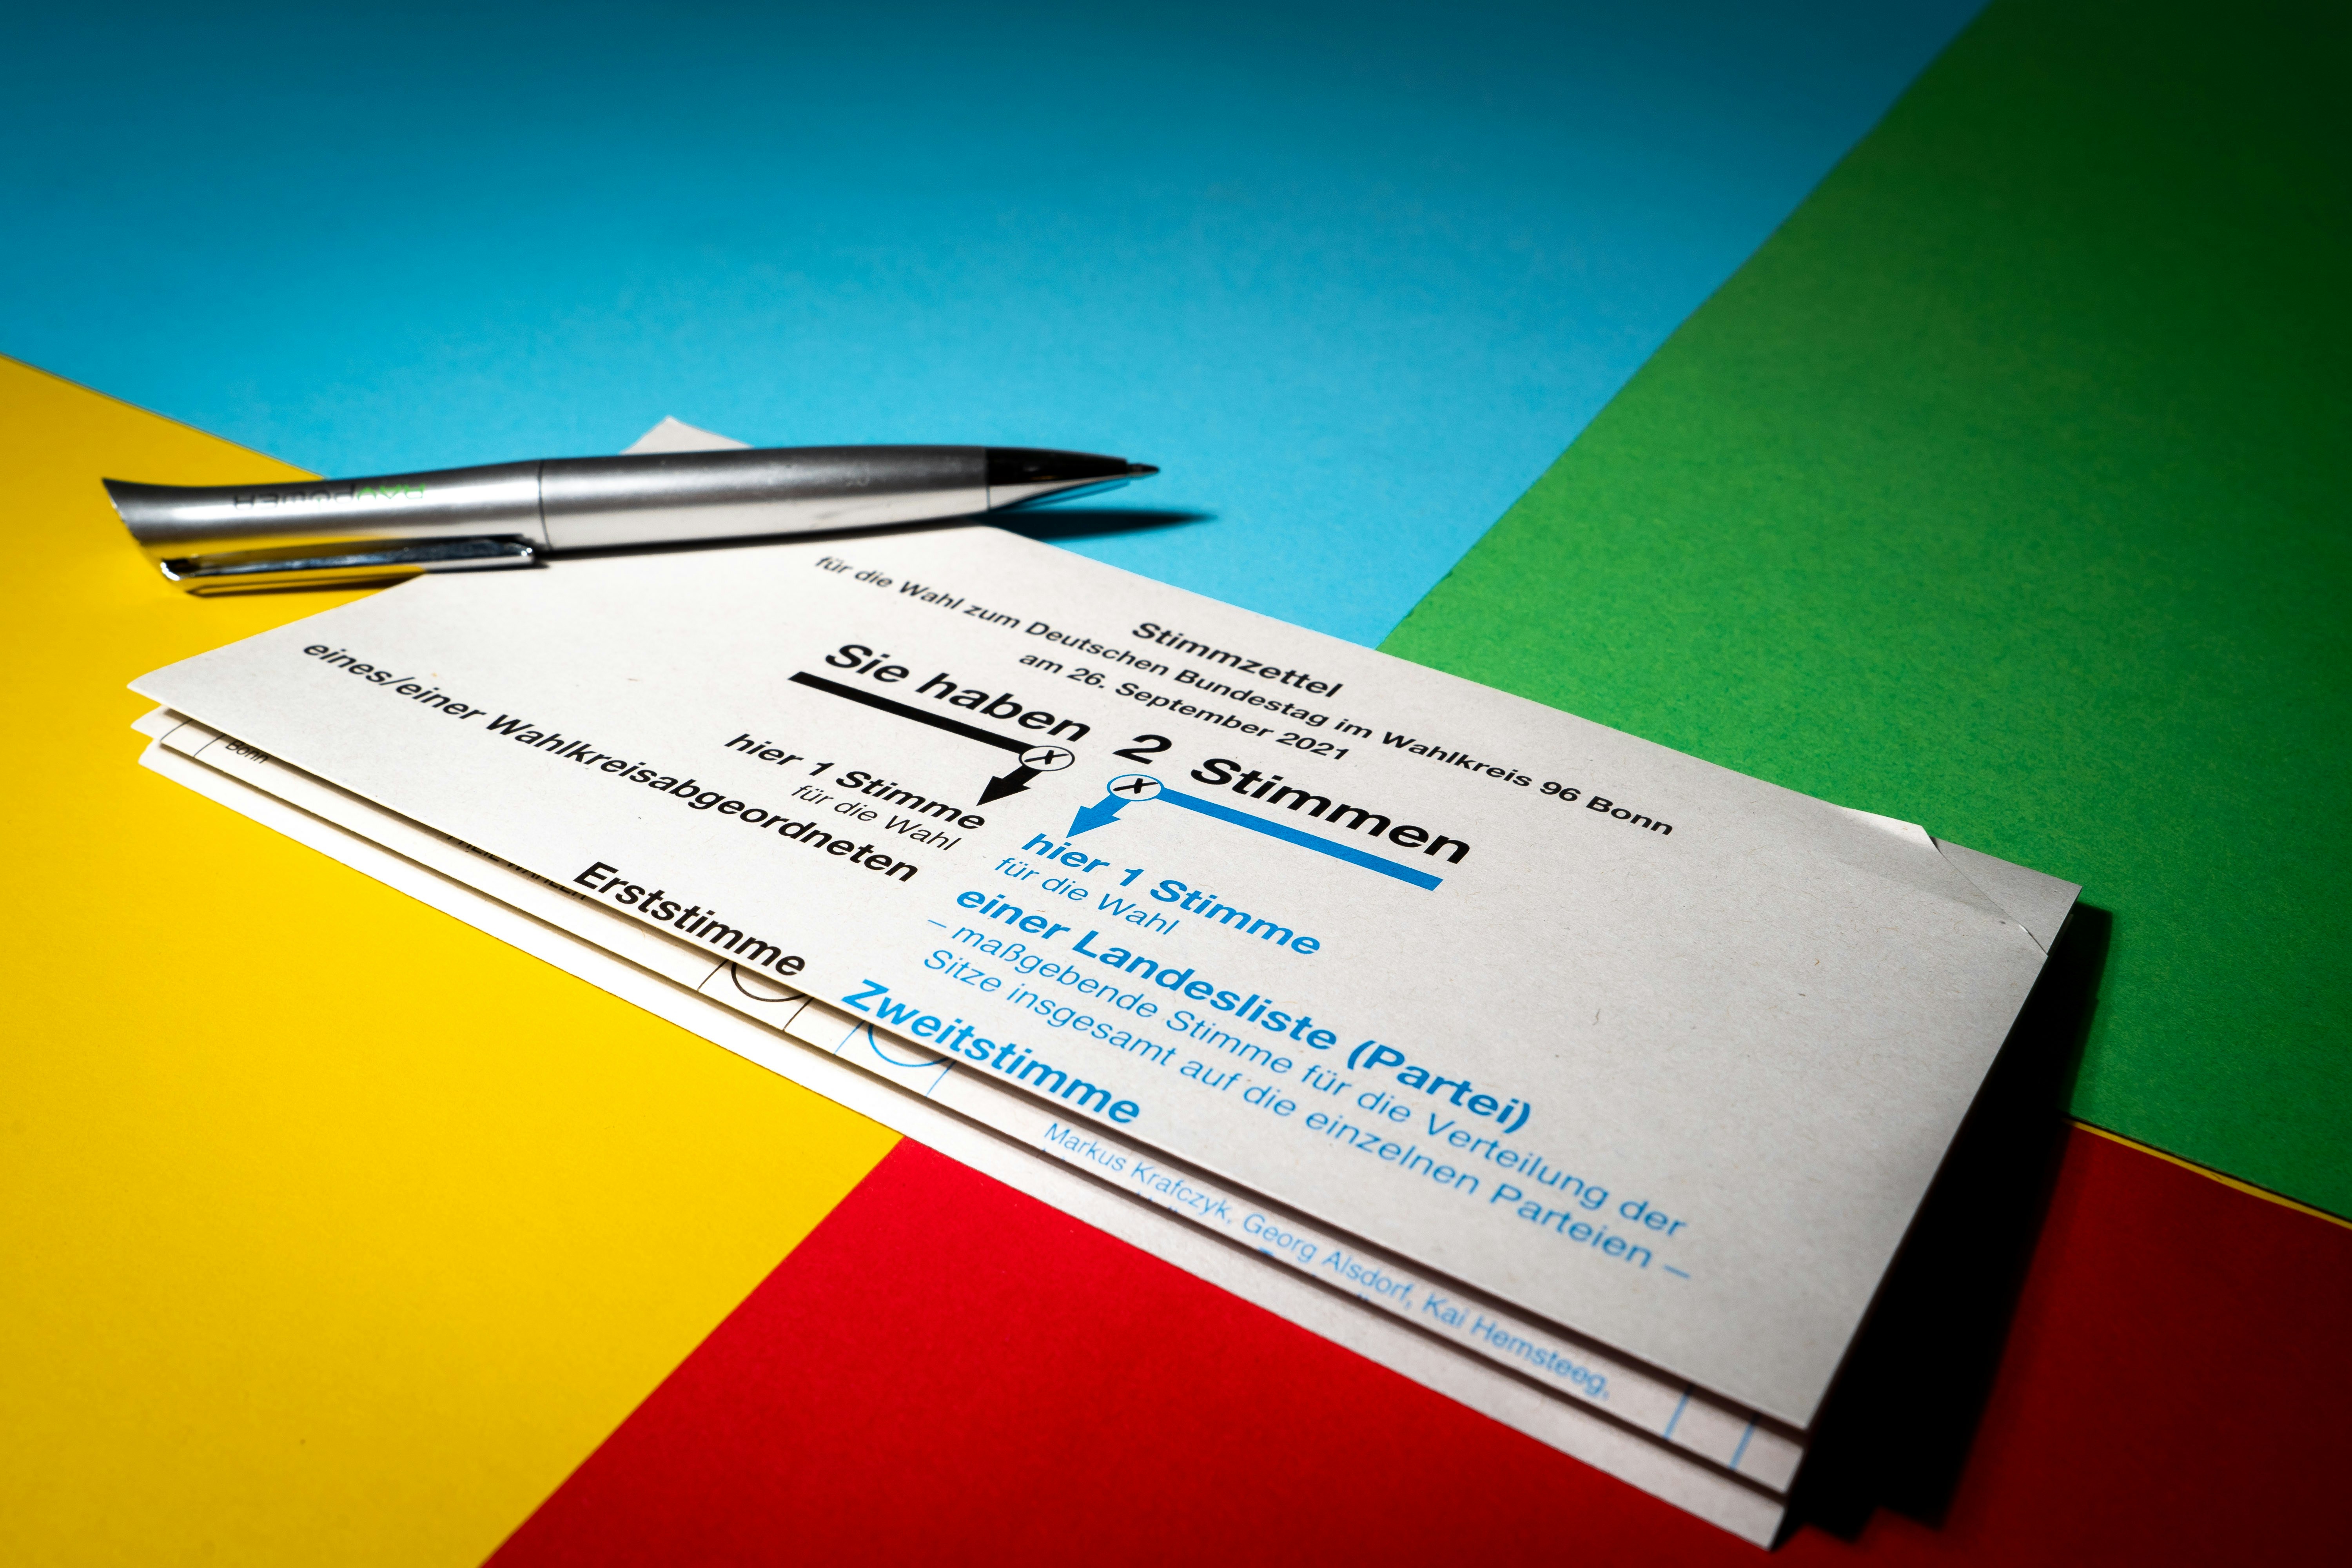 RAYPOWER
Stimmzettel
für die Wahl zum Deutschen Bundestag im Wahlkreis 96 Bonn
am 26. September 2021
Sie haben 2 Stimmen
X
X
hier 1 Stimme
für die Wahl
eines/einer Wahlkreisabgeordneten
Erststimme
hier 1 Stimme
für die Wahl
einer Landesliste (Partei)
– maßgebende Stimme für die Verteilung der
Sitze insgesamt auf die einzelnen Parteien –
Zweitstimme
Bonn
Markus Krafczyk, Georg Alsdorf, Kai Hemsteeg,